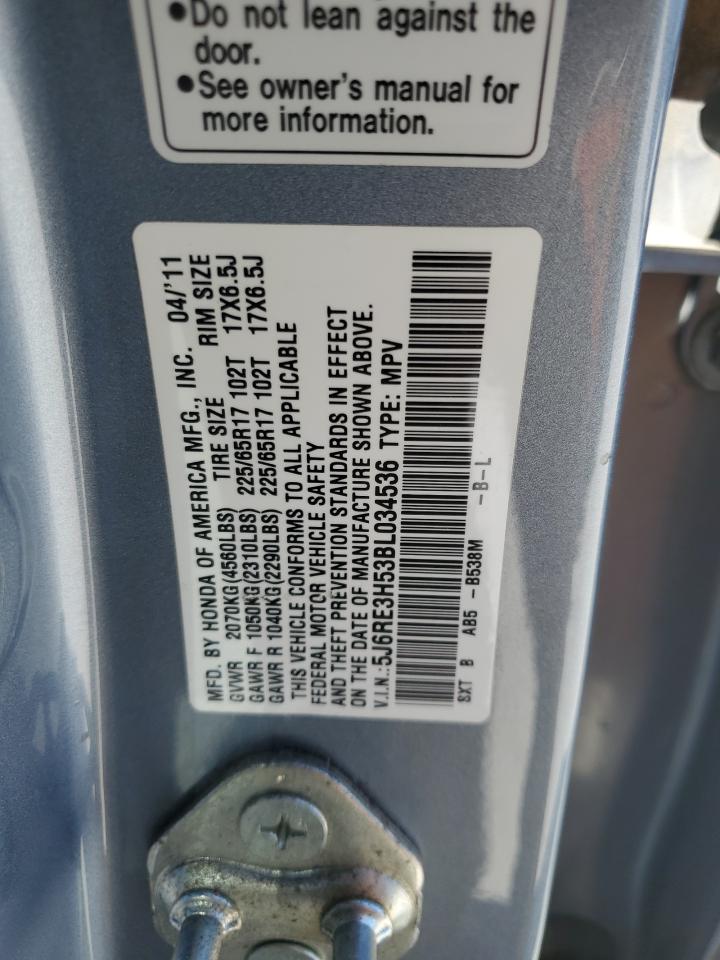 ●Do not lean against the
door.
●See owner's manual for
more information.
MFD. BY HONDA OF AMERICA MFG., INC. 04/'11
TIRE SIZE RIM SIZE
GVWR 2070KG(4560LBS)
GAWR F 1050KG(2310LBS) 225/65R17 102T 17X6.5J
GAWR R 1040KG(2290LBS) 225/65R17 102T 17X6.5J
THIS VEHICLE CONFORMS TO ALL APPLICABLE
FEDERAL MOTOR VEHICLE SAFETY
AND THEFT PREVENTION STANDARDS IN EFFECT
ON THE DATE OF MANUFACTURE SHOWN ABOVE.
V.I.N.:5J6RE3H53BL034536 TYPE: MPV
SXT B AB5 -B538M -B-L